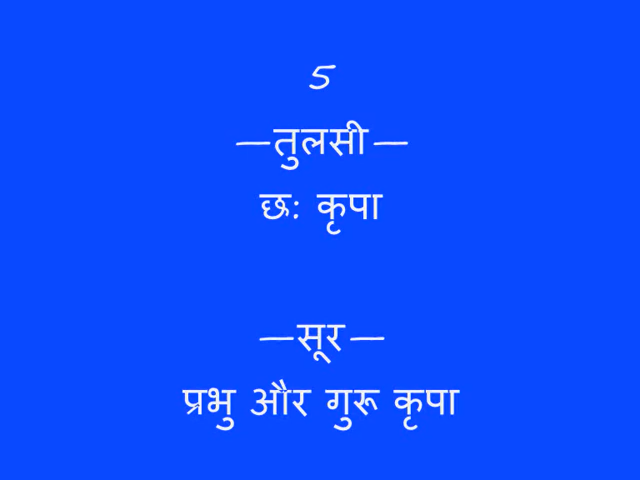 5
—तुलसी—
छः कृपा
—सूर—
प्रभु और गुरू कृपा